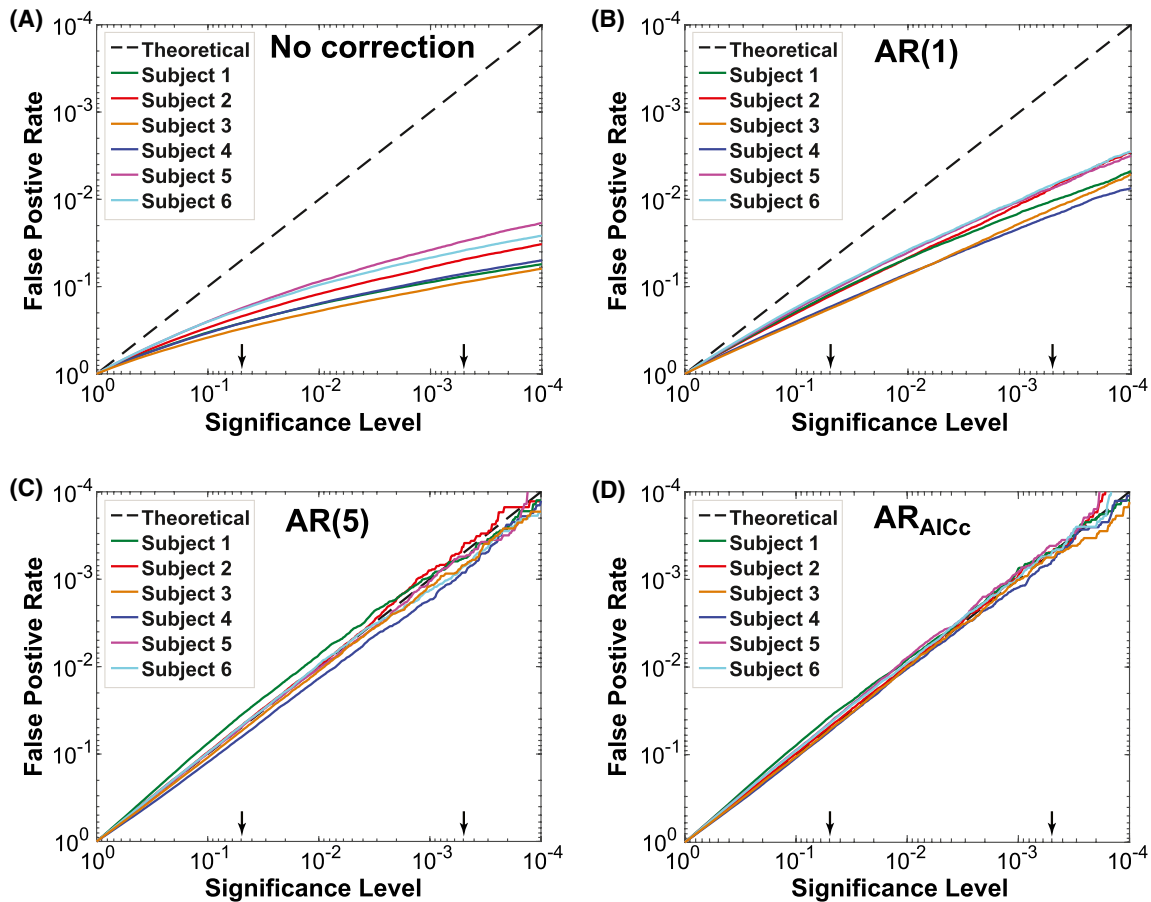 (A)
No correction
Theoretical
Subject 1
Subject 2
Subject 3
Subject 4
Subject 5
Subject 6
False Postive Rate
10^-4
10^-3
10^-2
10^-1
10^0
10^0
10^-1
10^-2
10^-3
10^-4
Significance Level
(B)
AR(1)
Theoretical
Subject 1
Subject 2
Subject 3
Subject 4
Subject 5
Subject 6
False Postive Rate
10^-4
10^-3
10^-2
10^-1
10^0
10^0
10^-1
10^-2
10^-3
10^-4
Significance Level
(C)
AR(5)
Theoretical
Subject 1
Subject 2
Subject 3
Subject 4
Subject 5
Subject 6
False Postive Rate
10^-4
10^-3
10^-2
10^-1
10^0
10^0
10^-1
10^-2
10^-3
10^-4
Significance Level
(D)
AR_AICc
Theoretical
Subject 1
Subject 2
Subject 3
Subject 4
Subject 5
Subject 6
False Postive Rate
10^-4
10^-3
10^-2
10^-1
10^0
10^0
10^-1
10^-2
10^-3
10^-4
Significance Level